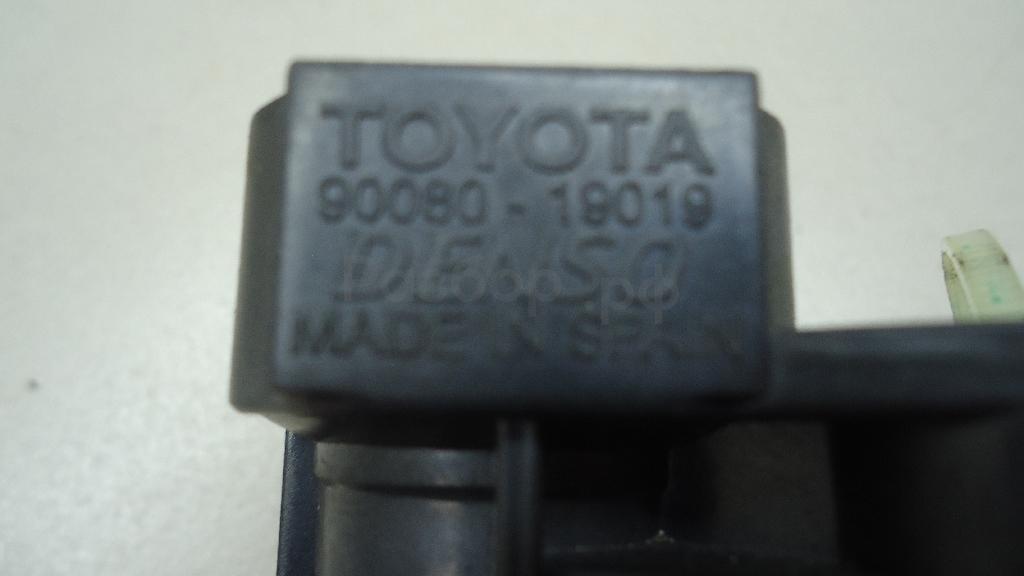 TOYOTA
90080 - 19019
DENSO
MADE IN SPAIN